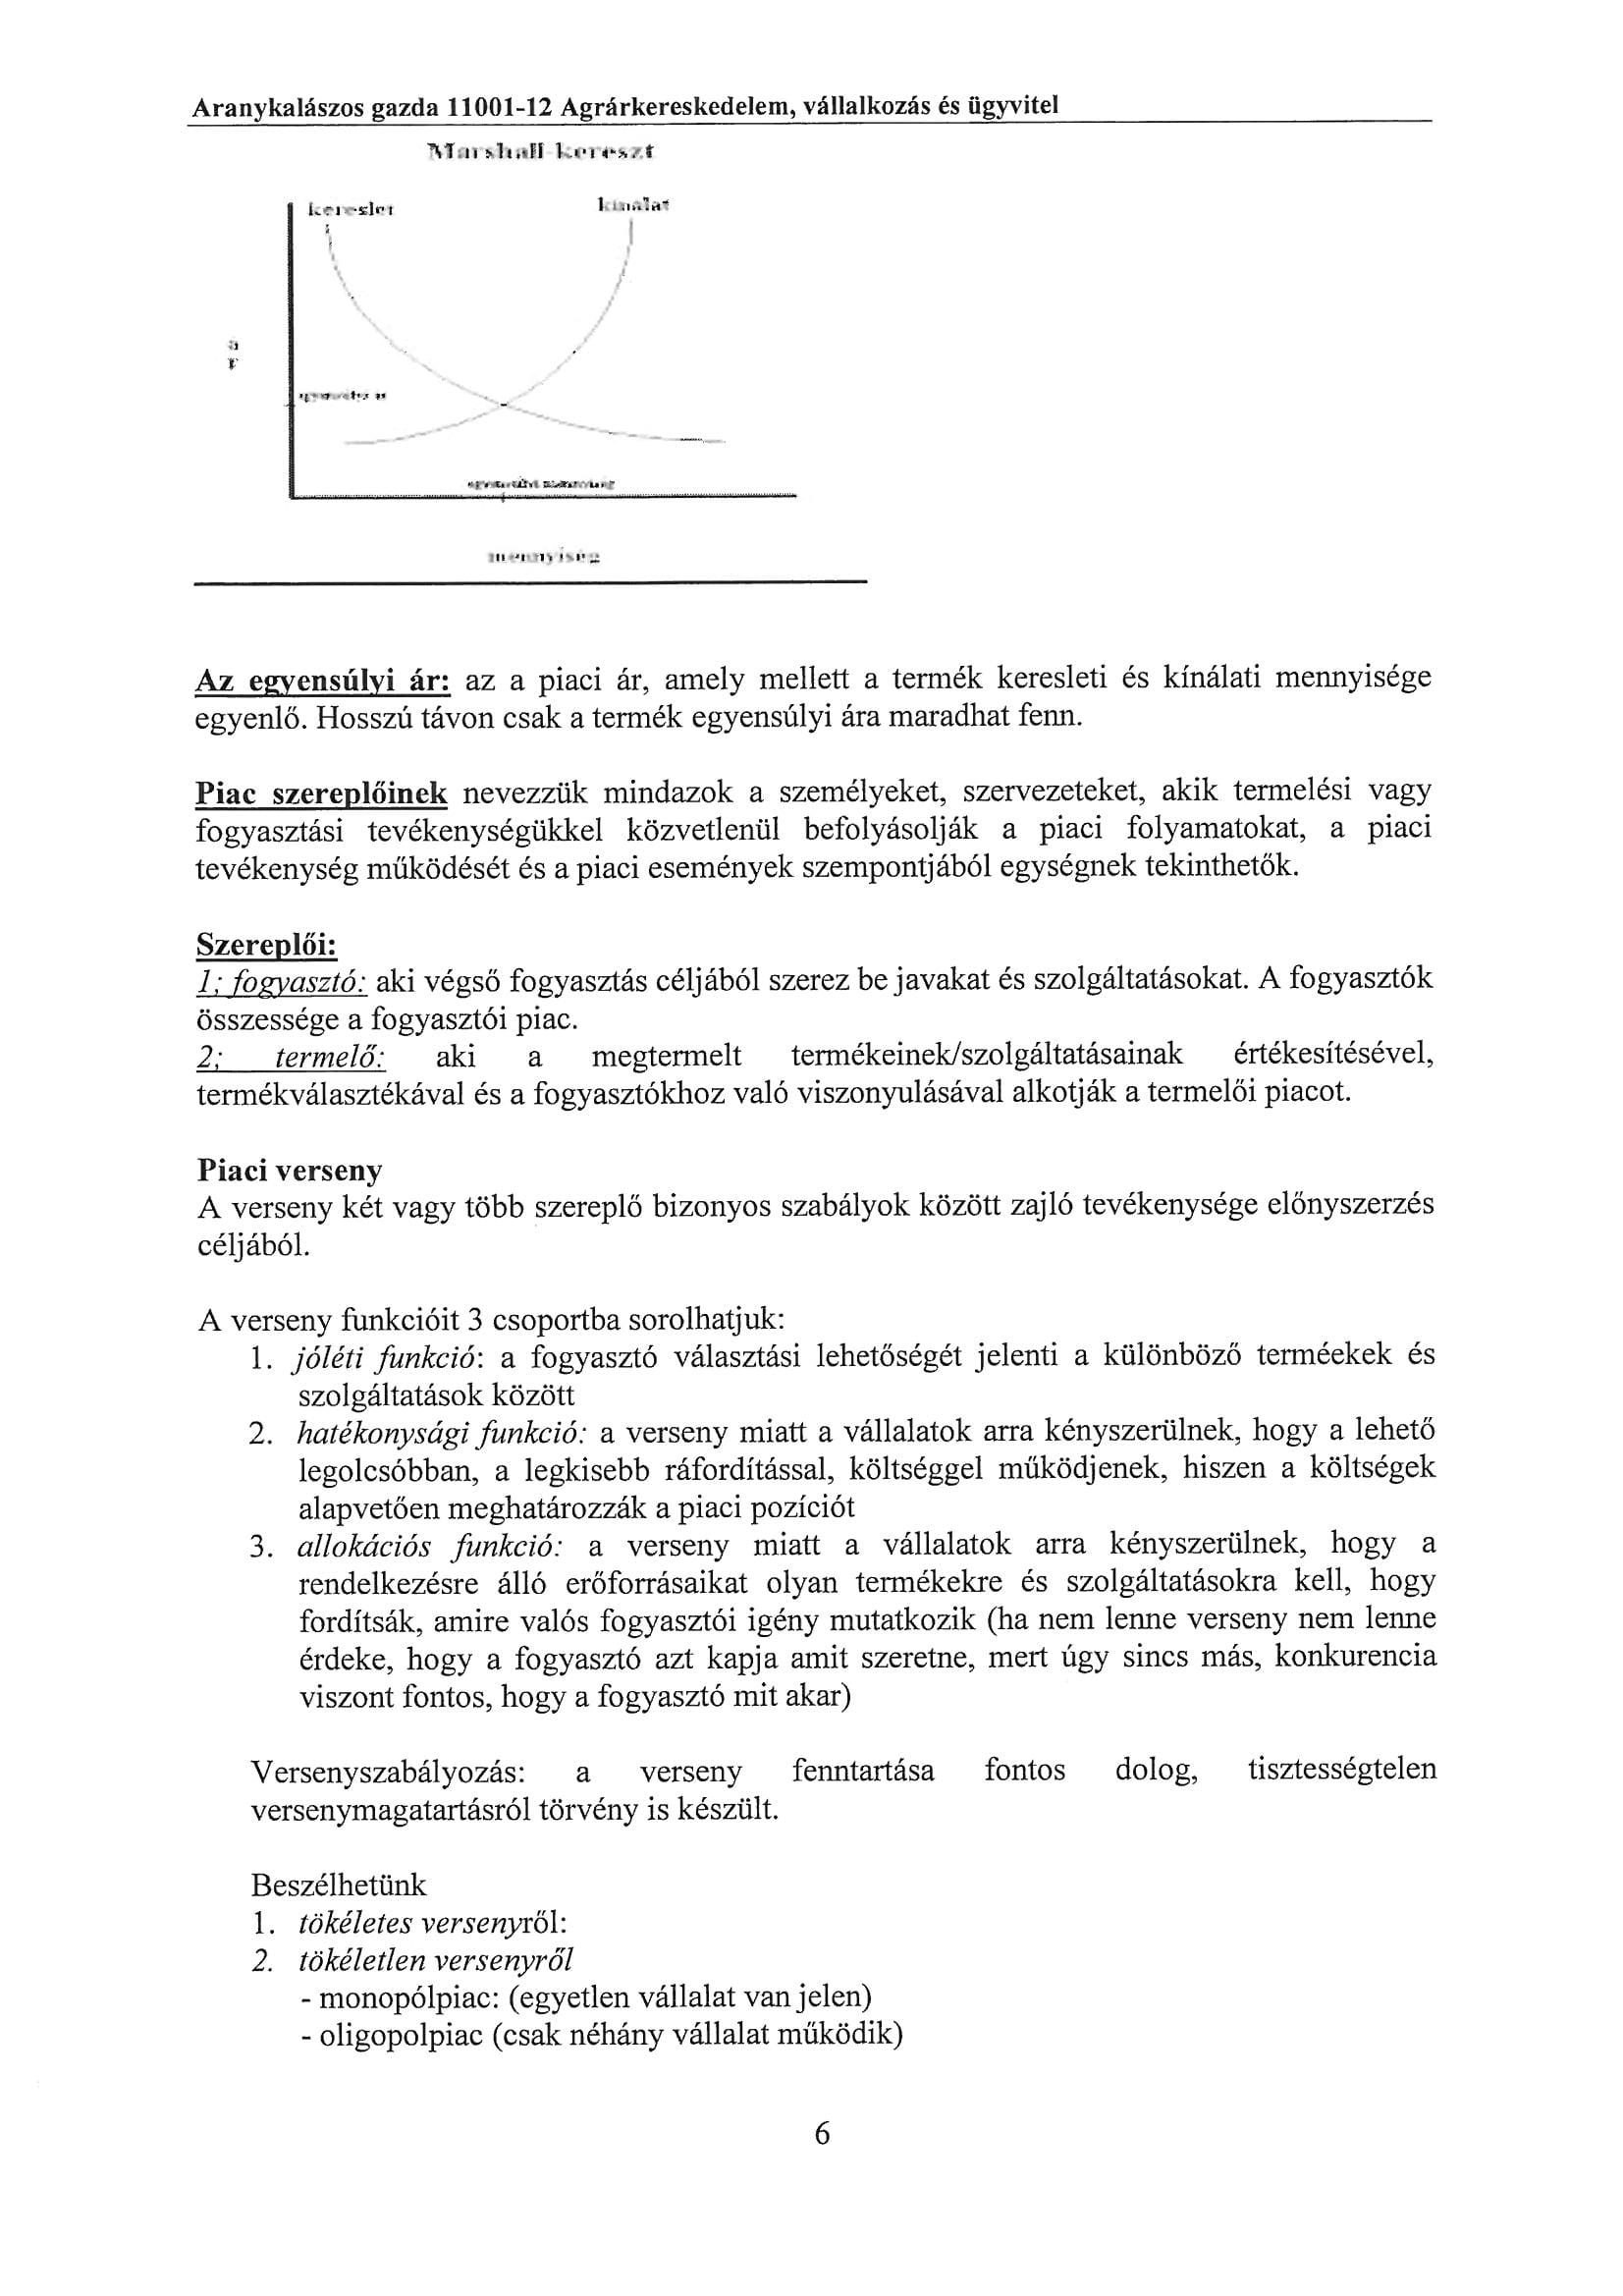 Aranykalászos gazda 11001-12 Agrárkereskedelem, vállalkozás és ügyvitel
Marshall kereszt
kereslet
kínálat
ár
egyensúlyi ár
egyensúlyi mennyiség
mennyiség
Az egyensúlyi ár: az a piaci ár, amely mellett a termék keresleti és kínálati mennyisége
egyenlő. Hosszú távon csak a termék egyensúlyi ára maradhat fenn.
Piac szereplőinek nevezzük mindazok a személyeket, szervezeteket, akik termelési vagy
fogyasztási tevékenységükkel közvetlenül befolyásolják a piaci folyamatokat, a piaci
tevékenység működését és a piaci események szempontjából egységnek tekinthetők.
Szereplői:
1; fogyasztó: aki végső fogyasztás céljából szerez be javakat és szolgáltatásokat. A fogyasztók
összessége a fogyasztói piac.
2; termelő: aki a megtermelt termékeinek/szolgáltatásainak értékesítésével,
termékválasztékával és a fogyasztókhoz való viszonyulásával alkotják a termelői piacot.
Piaci verseny
A verseny két vagy több szereplő bizonyos szabályok között zajló tevékenysége előnyszerzés
céljából.
A verseny funkcióit 3 csoportba sorolhatjuk:
1. jóléti funkció: a fogyasztó választási lehetőségét jelenti a különböző terméekek és
szolgáltatások között
2. hatékonysági funkció: a verseny miatt a vállalatok arra kényszerülnek, hogy a lehető
legolcsóbban, a legkisebb ráfordítással, költséggel működjenek, hiszen a költségek
alapvetően meghatározzák a piaci pozíciót
3. allokációs funkció: a verseny miatt a vállalatok arra kényszerülnek, hogy a
rendelkezésre álló erőforrásaikat olyan termékekre és szolgáltatásokra kell, hogy
fordítsák, amire valós fogyasztói igény mutatkozik (ha nem lenne verseny nem lenne
érdeke, hogy a fogyasztó azt kapja amit szeretne, mert úgy sincs más, konkurencia
viszont fontos, hogy a fogyasztó mit akar)
Versenyszabályozás: a verseny fenntartása fontos dolog, tisztességtelen
versenymagatartásról törvény is készült.
Beszélhetünk
1. tökéletes versenyről:
2. tökéletlen versenyről
- monopólpiac: (egyetlen vállalat van jelen)
- oligopolpiac (csak néhány vállalat működik)
6